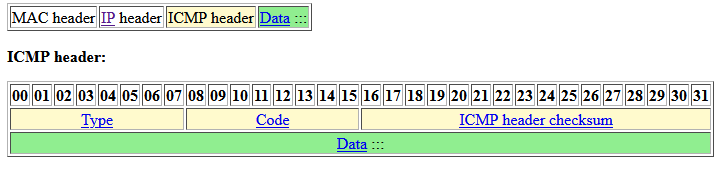 MAC header IP header ICMP header Data :::
ICMP header:
00 01 02 03 04 05 06 07 08 09 10 11 12 13 14 15 16 17 18 19 20 21 22 23 24 25 26 27 28 29 30 31
Type Code ICMP header checksum
Data :::